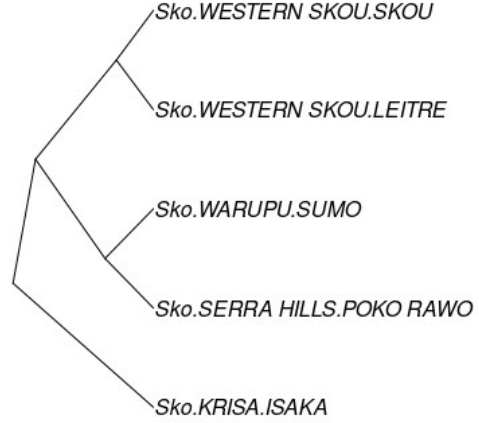 Sko.WESTERN SKOU.SKOU
Sko.WESTERN SKOU.LEITRE
Sko.WARUPU.SUMO
Sko.SERRA HILLS.POKO RAWO
Sko.KRISA.ISAKA